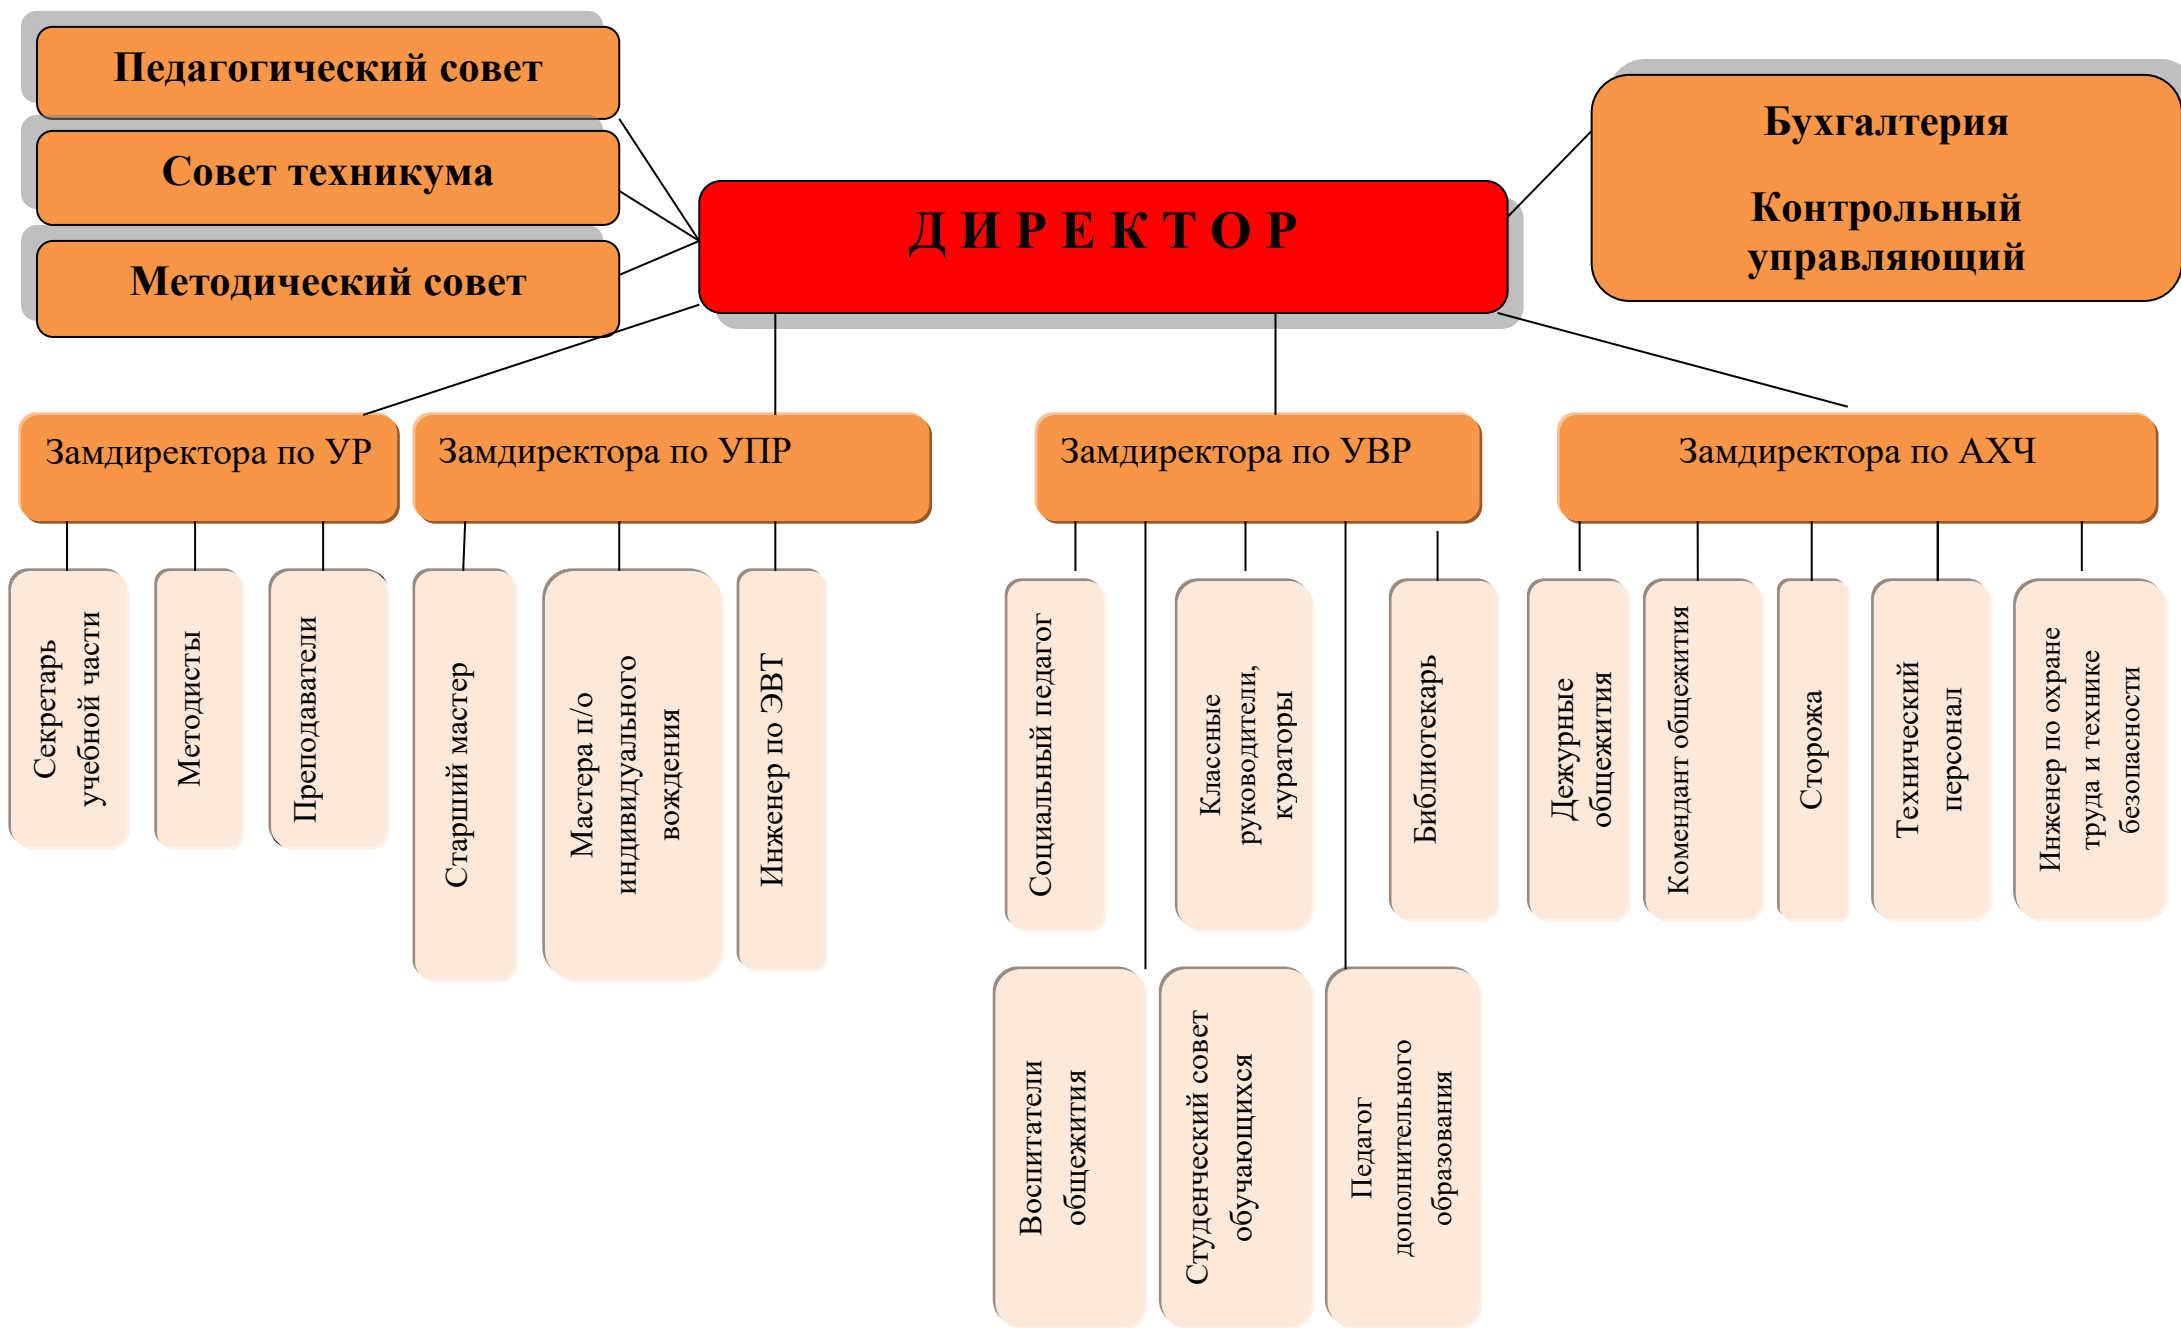 Педагогический совет
Совет техникума
Методический совет
Д И Р Е К Т О Р
Бухгалтерия
Контрольный
управляющий
Замдиректора по УР
Замдиректора по УПР
Замдиректора по УВР
Замдиректора по АХЧ
Секретарь
учебной части
Методисты
Преподаватели
Старший мастер
Мастера п/о
индивидуального
вождения
Инженер по ЭВТ
Социальный педагог
Классные
руководители,
кураторы
Библиотекарь
Дежурные
общежития
Комендант общежития
Сторожа
Технический
персонал
Инженер по охране
труда и технике
безопасности
Воспитатели
общежития
Студенческий совет
обучающихся
Педагог
дополнительного
образования